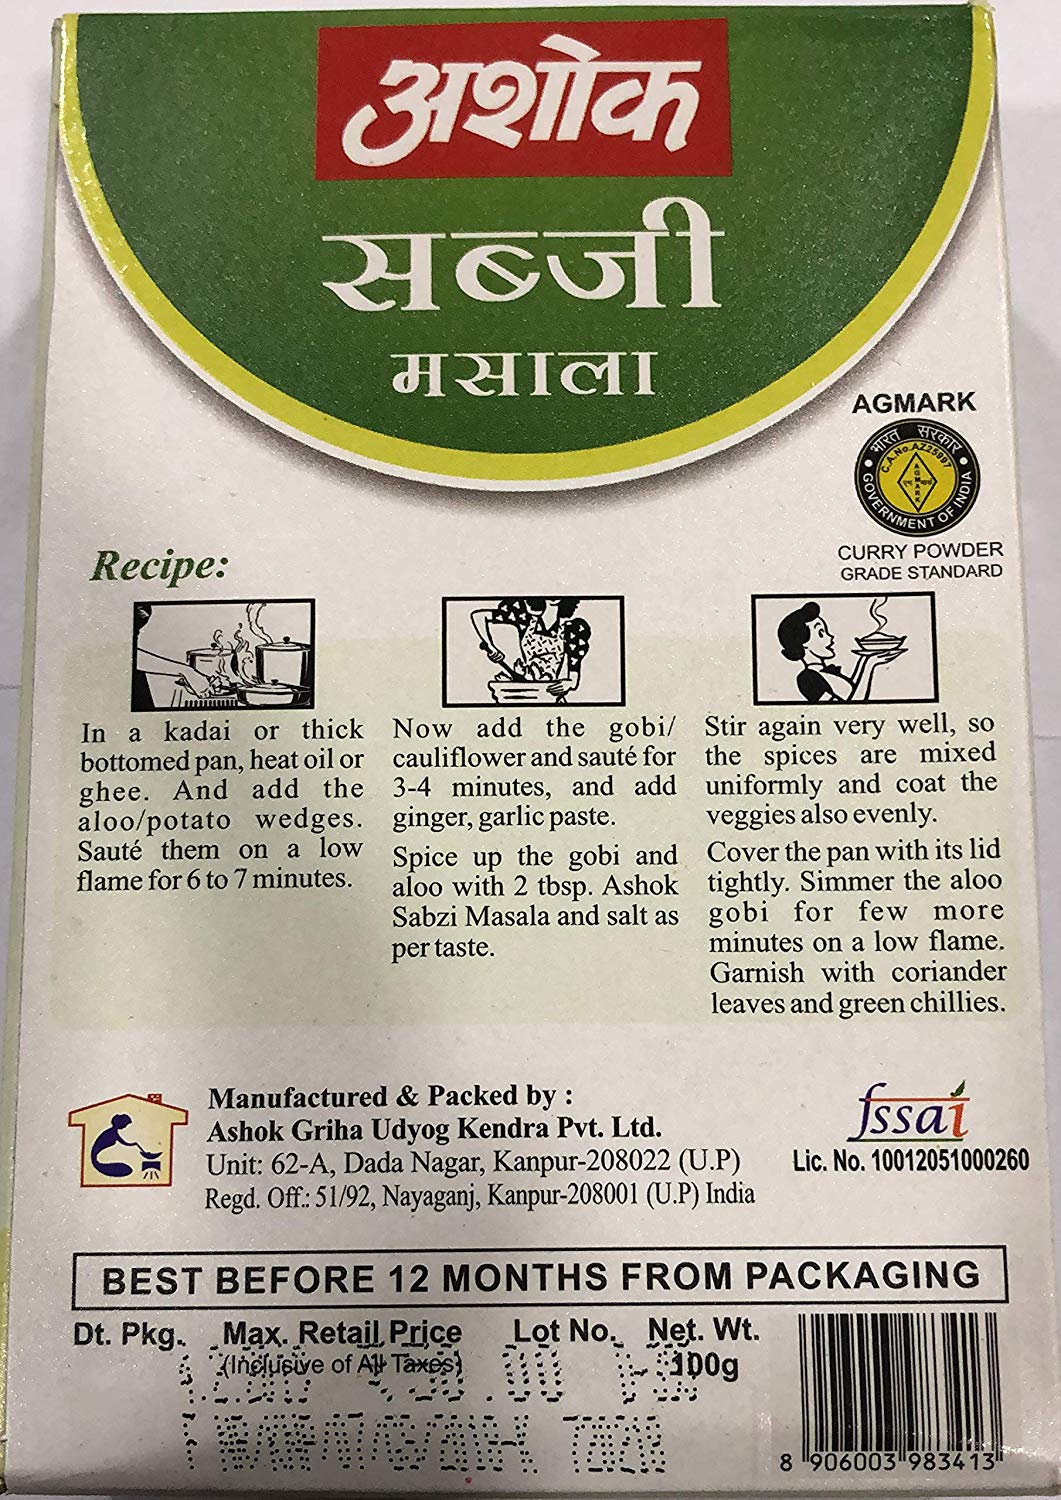 अशोक
सब्जी
मसाला
AGMARK
भारत सरकार
C.A.No.AZ25997
AGMARK
GOVERNMENT OF INDIA
CURRY POWDER
GRADE STANDARD
Recipe:
In a kadai or thick
bottomed pan, heat oil or
ghee. And add the
aloo/potato wedges.
Sauté them on a low
flame for 6 to 7 minutes.
Now add the gobi/
cauliflower and sauté for
3-4 minutes, and add
ginger, garlic paste.
Spice up the gobi and
aloo with 2 tbsp. Ashok
Sabzi Masala and salt as
per taste.
Stir again very well, so
the spices are mixed
uniformly and coat the
veggies also evenly.
Cover the pan with its lid
tightly. Simmer the aloo
gobi for few more
minutes on a low flame.
Garnish with coriander
leaves and green chillies.
Manufactured & Packed by :
Ashok Griha Udyog Kendra Pvt. Ltd.
Unit: 62-A, Dada Nagar, Kanpur-208022 (U.P)
Regd. Off.: 51/92, Nayaganj, Kanpur-208001 (U.P) India
fssai
Lic. No. 10012051000260
BEST BEFORE 12 MONTHS FROM PACKAGING
Dt. Pkg. Max. Retail Price Lot No. Net. Wt.
(Inclusive of All Taxes) 100g
8 906003 983413